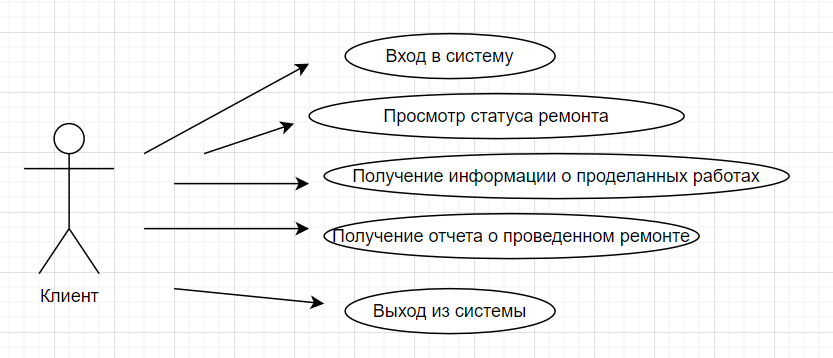 Вход в систему
Просмотр статуса ремонта
Получение информации о проделанных работах
Получение отчета о проведенном ремонте
Клиент
Выход из системы